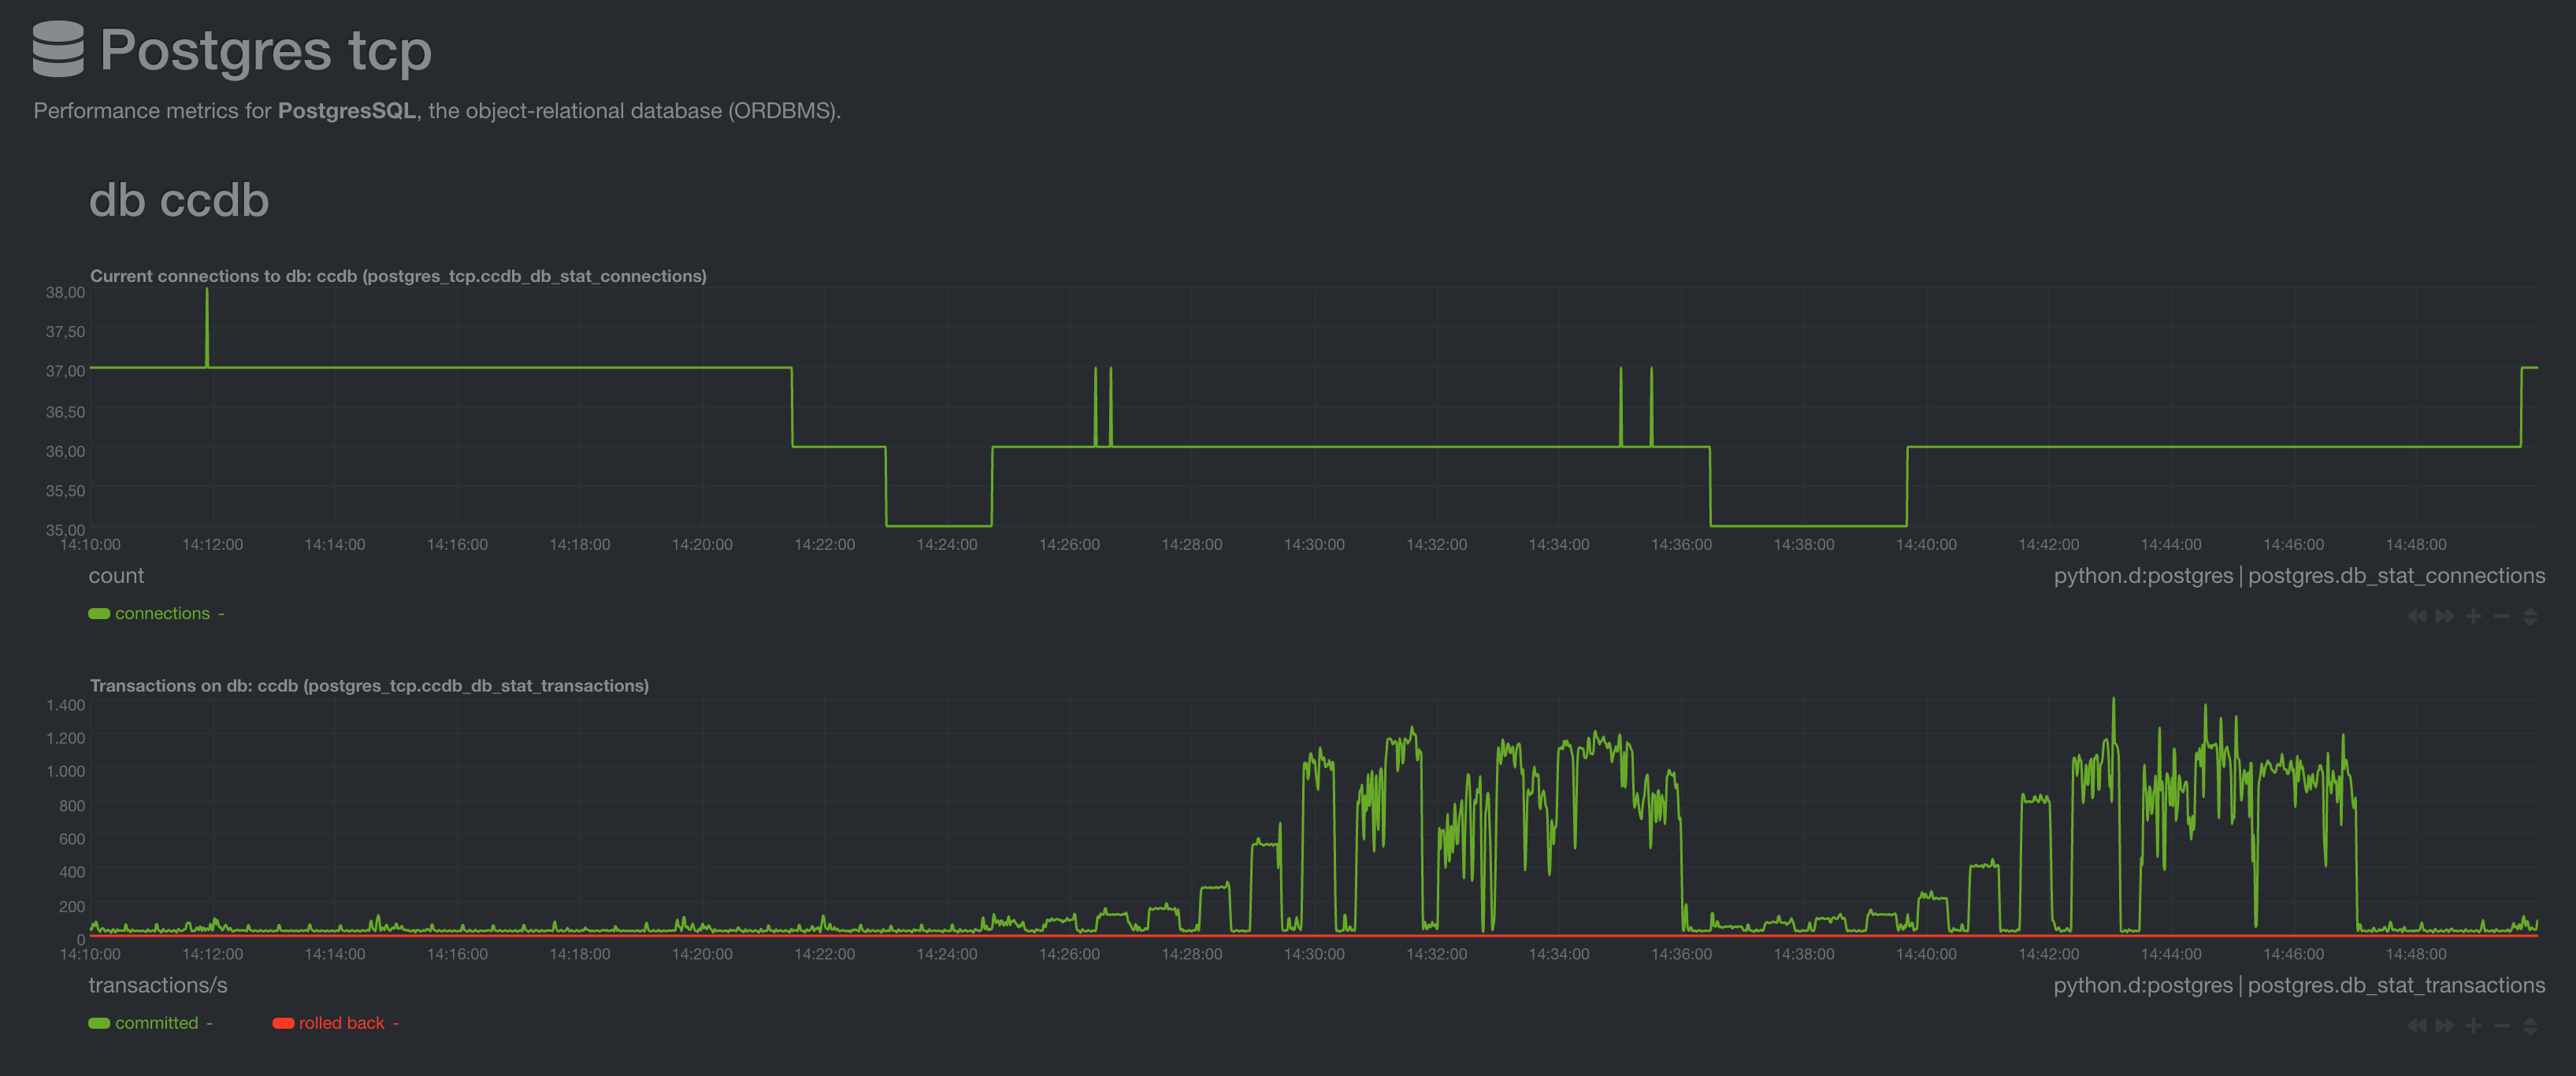 Postgres tcp
Performance metrics for PostgresSQL, the object-relational database (ORDBMS).
db ccdb
Current connections to db: ccdb (postgres_tcp.ccdb_db_stat_connections)
38,00
37,50
37,00
36,50
36,00
35,50
35,00
14:10:00 14:12:00 14:14:00 14:16:00 14:18:00 14:20:00 14:22:00 14:24:00 14:26:00 14:28:00 14:30:00 14:32:00 14:34:00 14:36:00 14:38:00 14:40:00 14:42:00 14:44:00 14:46:00 14:48:00
count python.d:postgres | postgres.db_stat_connections
connections -
Transactions on db: ccdb (postgres_tcp.ccdb_db_stat_transactions)
1.400
1.200
1.000
800
600
400
200
0
14:10:00 14:12:00 14:14:00 14:16:00 14:18:00 14:20:00 14:22:00 14:24:00 14:26:00 14:28:00 14:30:00 14:32:00 14:34:00 14:36:00 14:38:00 14:40:00 14:42:00 14:44:00 14:46:00 14:48:00
transactions/s python.d:postgres | postgres.db_stat_transactions
committed - rolled back -